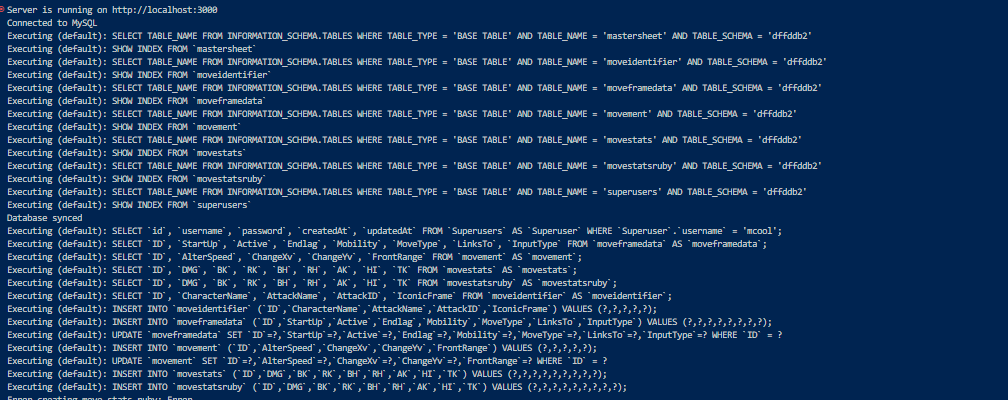 Server is running on http://localhost:3000
Connected to MySQL
Executing (default): SELECT TABLE_NAME FROM INFORMATION_SCHEMA.TABLES WHERE TABLE_TYPE = 'BASE TABLE' AND TABLE_NAME = 'mastersheet' AND TABLE_SCHEMA = 'dffddb2'
Executing (default): SHOW INDEX FROM `mastersheet`
Executing (default): SELECT TABLE_NAME FROM INFORMATION_SCHEMA.TABLES WHERE TABLE_TYPE = 'BASE TABLE' AND TABLE_NAME = 'moveidentifier' AND TABLE_SCHEMA = 'dffddb2'
Executing (default): SHOW INDEX FROM `moveidentifier`
Executing (default): SELECT TABLE_NAME FROM INFORMATION_SCHEMA.TABLES WHERE TABLE_TYPE = 'BASE TABLE' AND TABLE_NAME = 'moveframedata' AND TABLE_SCHEMA = 'dffddb2'
Executing (default): SHOW INDEX FROM `moveframedata`
Executing (default): SELECT TABLE_NAME FROM INFORMATION_SCHEMA.TABLES WHERE TABLE_TYPE = 'BASE TABLE' AND TABLE_NAME = 'movement' AND TABLE_SCHEMA = 'dffddb2'
Executing (default): SHOW INDEX FROM `movement`
Executing (default): SELECT TABLE_NAME FROM INFORMATION_SCHEMA.TABLES WHERE TABLE_TYPE = 'BASE TABLE' AND TABLE_NAME = 'movestats' AND TABLE_SCHEMA = 'dffddb2'
Executing (default): SHOW INDEX FROM `movestats`
Executing (default): SELECT TABLE_NAME FROM INFORMATION_SCHEMA.TABLES WHERE TABLE_TYPE = 'BASE TABLE' AND TABLE_NAME = 'movestatsruby' AND TABLE_SCHEMA = 'dffddb2'
Executing (default): SHOW INDEX FROM `movestatsruby`
Executing (default): SELECT TABLE_NAME FROM INFORMATION_SCHEMA.TABLES WHERE TABLE_TYPE = 'BASE TABLE' AND TABLE_NAME = 'superusers' AND TABLE_SCHEMA = 'dffddb2'
Executing (default): SHOW INDEX FROM `superusers`
Database synced
Executing (default): SELECT `id`, `username`, `password`, `createdAt`, `updatedAt` FROM `Superusers` AS `Superuser` WHERE `Superuser`.`username` = 'mcool';
Executing (default): SELECT `ID`, `StartUp`, `Active`, `Endlag`, `Mobility`, `MoveType`, `LinksTo`, `InputType` FROM `moveframedata` AS `moveframedata`;
Executing (default): SELECT `ID`, `AlterSpeed`, `ChangeXv`, `ChangeYv`, `FrontRange` FROM `movement` AS `movement`;
Executing (default): SELECT `ID`, `DMG`, `BK`, `RK`, `BH`, `RH`, `AK`, `HI`, `TK` FROM `movestats` AS `movestats`;
Executing (default): SELECT `ID`, `DMG`, `BK`, `RK`, `BH`, `RH`, `AK`, `HI`, `TK` FROM `movestatsruby` AS `movestatsruby`;
Executing (default): SELECT `ID`, `CharacterName`, `AttackName`, `AttackID`, `IconicFrame` FROM `moveidentifier` AS `moveidentifier`;
Executing (default): INSERT INTO `moveidentifier` (`ID`,`CharacterName`,`AttackName`,`AttackID`,`IconicFrame`) VALUES (?,?,?,?,?);
Executing (default): INSERT INTO `moveframedata` (`ID`,`StartUp`,`Active`,`Endlag`,`Mobility`,`MoveType`,`LinksTo`,`InputType`) VALUES (?,?,?,?,?,?,?,?);
Executing (default): UPDATE `moveframedata` SET `ID`=?,`StartUp`=?,`Active`=?,`Endlag`=?,`Mobility`=?,`MoveType`=?,`LinksTo`=?,`InputType`=? WHERE `ID` = ?
Executing (default): INSERT INTO `movement` (`ID`,`AlterSpeed`,`ChangeXv`,`ChangeYv`,`FrontRange`) VALUES (?,?,?,?,?);
Executing (default): UPDATE `movement` SET `ID`=?,`AlterSpeed`=?,`ChangeXv`=?,`ChangeYv`=?,`FrontRange`=? WHERE `ID` = ?
Executing (default): INSERT INTO `movestats` (`ID`,`DMG`,`BK`,`RK`,`BH`,`RH`,`AK`,`HI`,`TK`) VALUES (?,?,?,?,?,?,?,?,?);
Executing (default): INSERT INTO `movestatsruby` (`ID`,`DMG`,`BK`,`RK`,`BH`,`RH`,`AK`,`HI`,`TK`) VALUES (?,?,?,?,?,?,?,?,?);
Error creating move stats ruby: Error